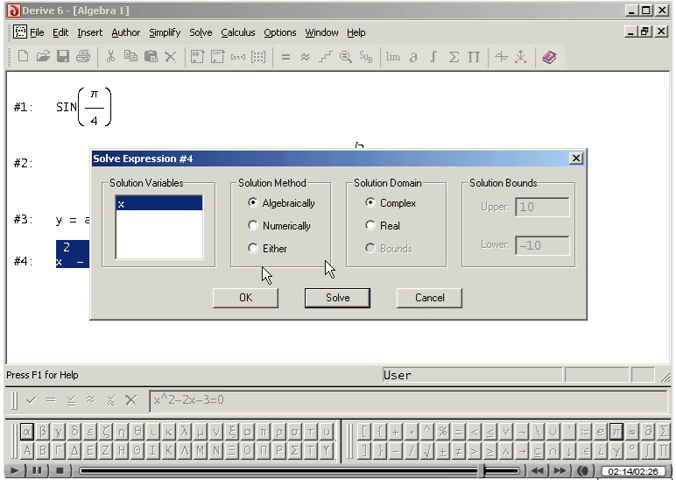 Derive 6 - [Algebra 1]
File Edit Insert Author Simplify Solve Calculus Options Window Help
= ≈ SUB lim ∂ ∫ Σ Π
#1: SIN(π/4)
#2:
Solve Expression #4
Solution Variables Solution Method Solution Domain Solution Bounds
x Algebraically Complex Upper: 10
Numerically Real
Either Bounds Lower: -10
OK Solve Cancel
#3: y = a
#4: x^2 -
Press F1 for Help User
x^2-2x-3=0
α β γ δ ε ζ η θ ι κ λ μ ν ξ ο π ρ σ τ υ
Α Β Γ Δ Ε Ζ Η Θ Ι Κ Λ Μ Ν Ξ Ο Π Ρ Σ Τ Υ
02:14/02:26